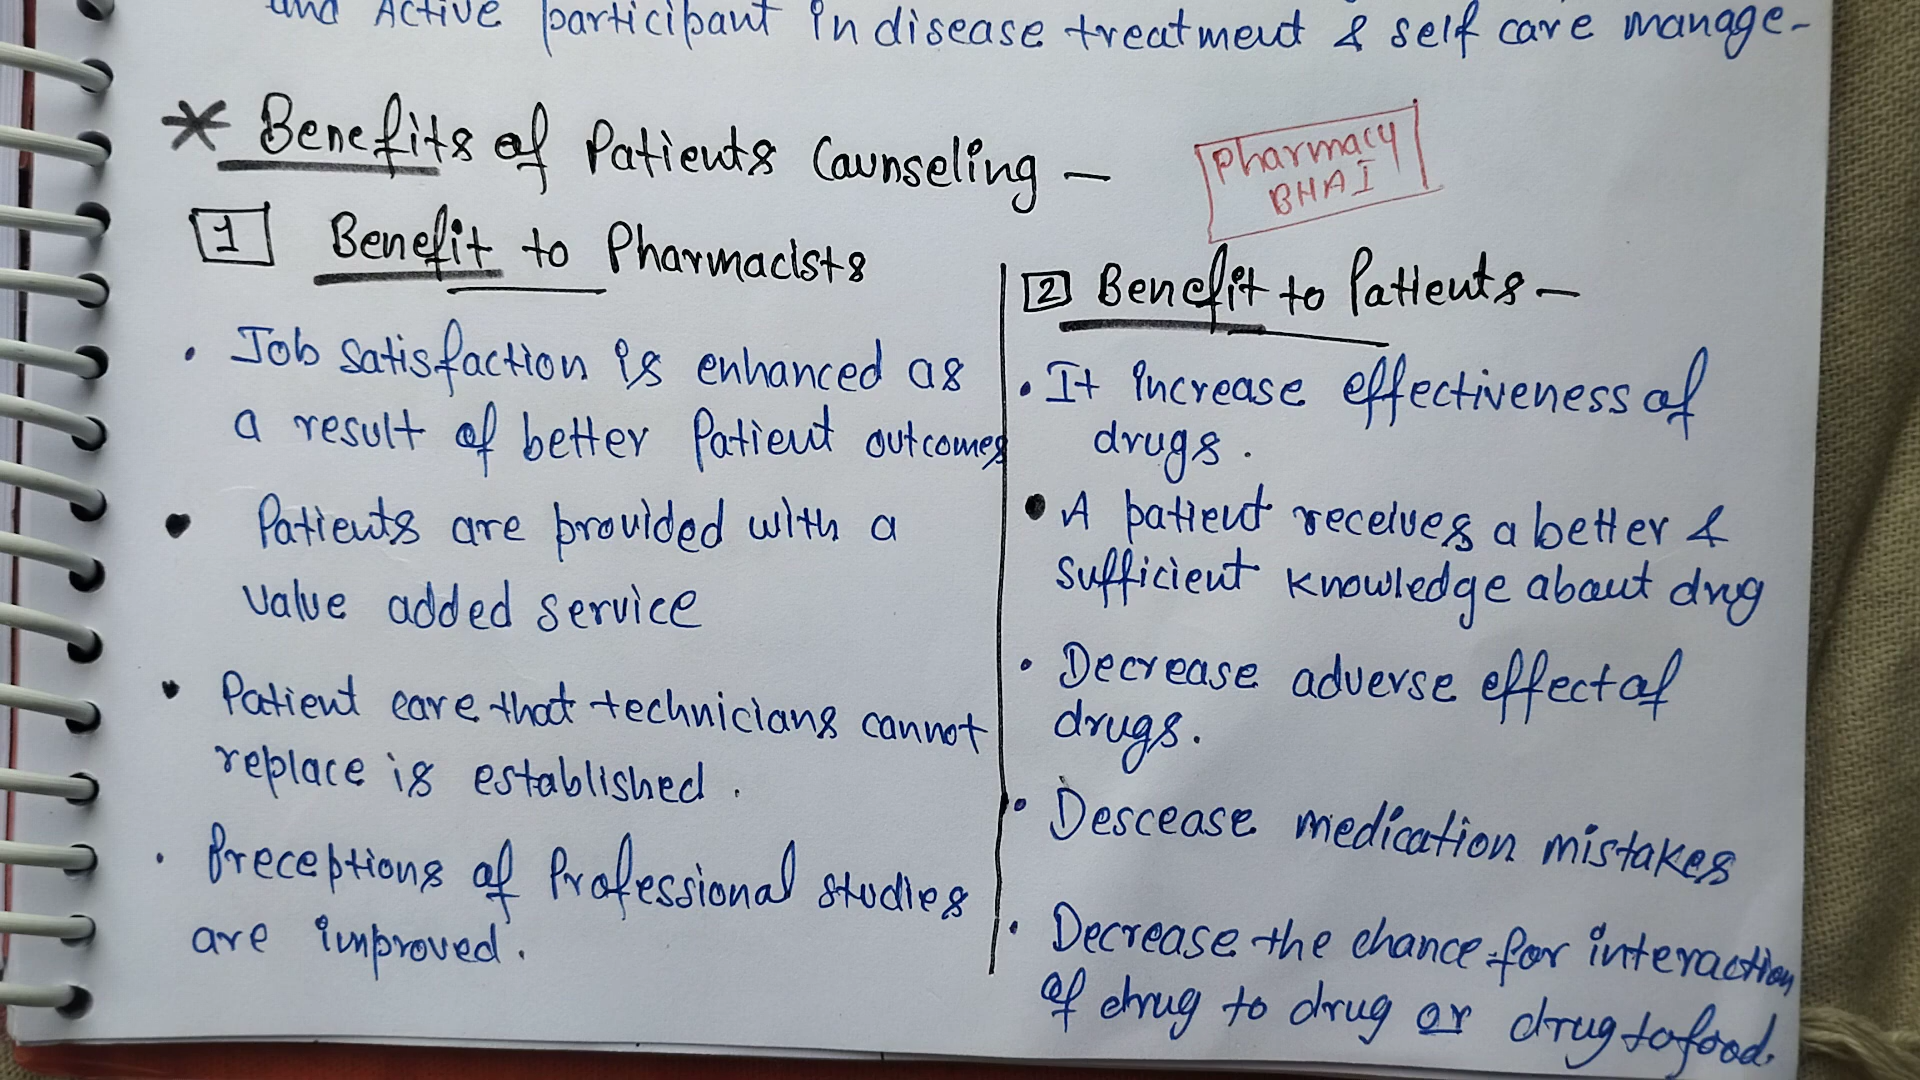 and Active participant in disease treatment & self care manage-
* Benefits of Patients Counseling —
Pharmacy
BHAI
1 Benefit to Pharmacists
• Job satisfaction is enhanced as
a result of better Patient outcomes
• Patients are provided with a
value added service
• Patient care that technicians cannot
replace is established.
• Preceptions of Professional studies
are improved.
2 Benefit to Patients —
• It increase effectiveness of
drugs.
• A patient receives a better &
sufficient knowledge about drug
• Decrease adverse effect of
drugs.
• Descease medication mistakes
• Decrease the chance for interaction
of drug to drug or drug to food.